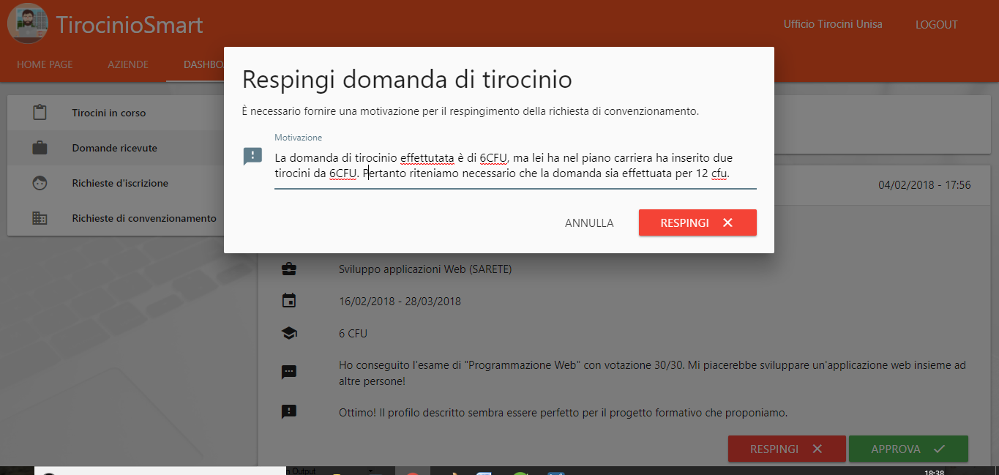 TirocinioSmart
Ufficio Tirocini Unisa
LOGOUT
HOME PAGE
AZIENDE
DASHBO
Tirocini in corso
Domande ricevute
Richieste d'iscrizione
Richieste di convenzionamento
Respingi domanda di tirocinio
È necessario fornire una motivazione per il respingimento della richiesta di convenzionamento.
Motivazione
La domanda di tirocinio effettutata è di 6CFU, ma lei ha nel piano carriera ha inserito due
tirocini da 6CFU. Pertanto riteniamo necessario che la domanda sia effettuata per 12 cfu.
ANNULLA
RESPINGI
04/02/2018 - 17:56
Sviluppo applicazioni Web (SARETE)
16/02/2018 - 28/03/2018
6 CFU
Ho conseguito l'esame di "Programmazione Web" con votazione 30/30. Mi piacerebbe sviluppare un'applicazione web insieme ad
altre persone!
Ottimo! Il profilo descritto sembra essere perfetto per il progetto formativo che proponiamo.
RESPINGI
APPROVA
Output
18:38